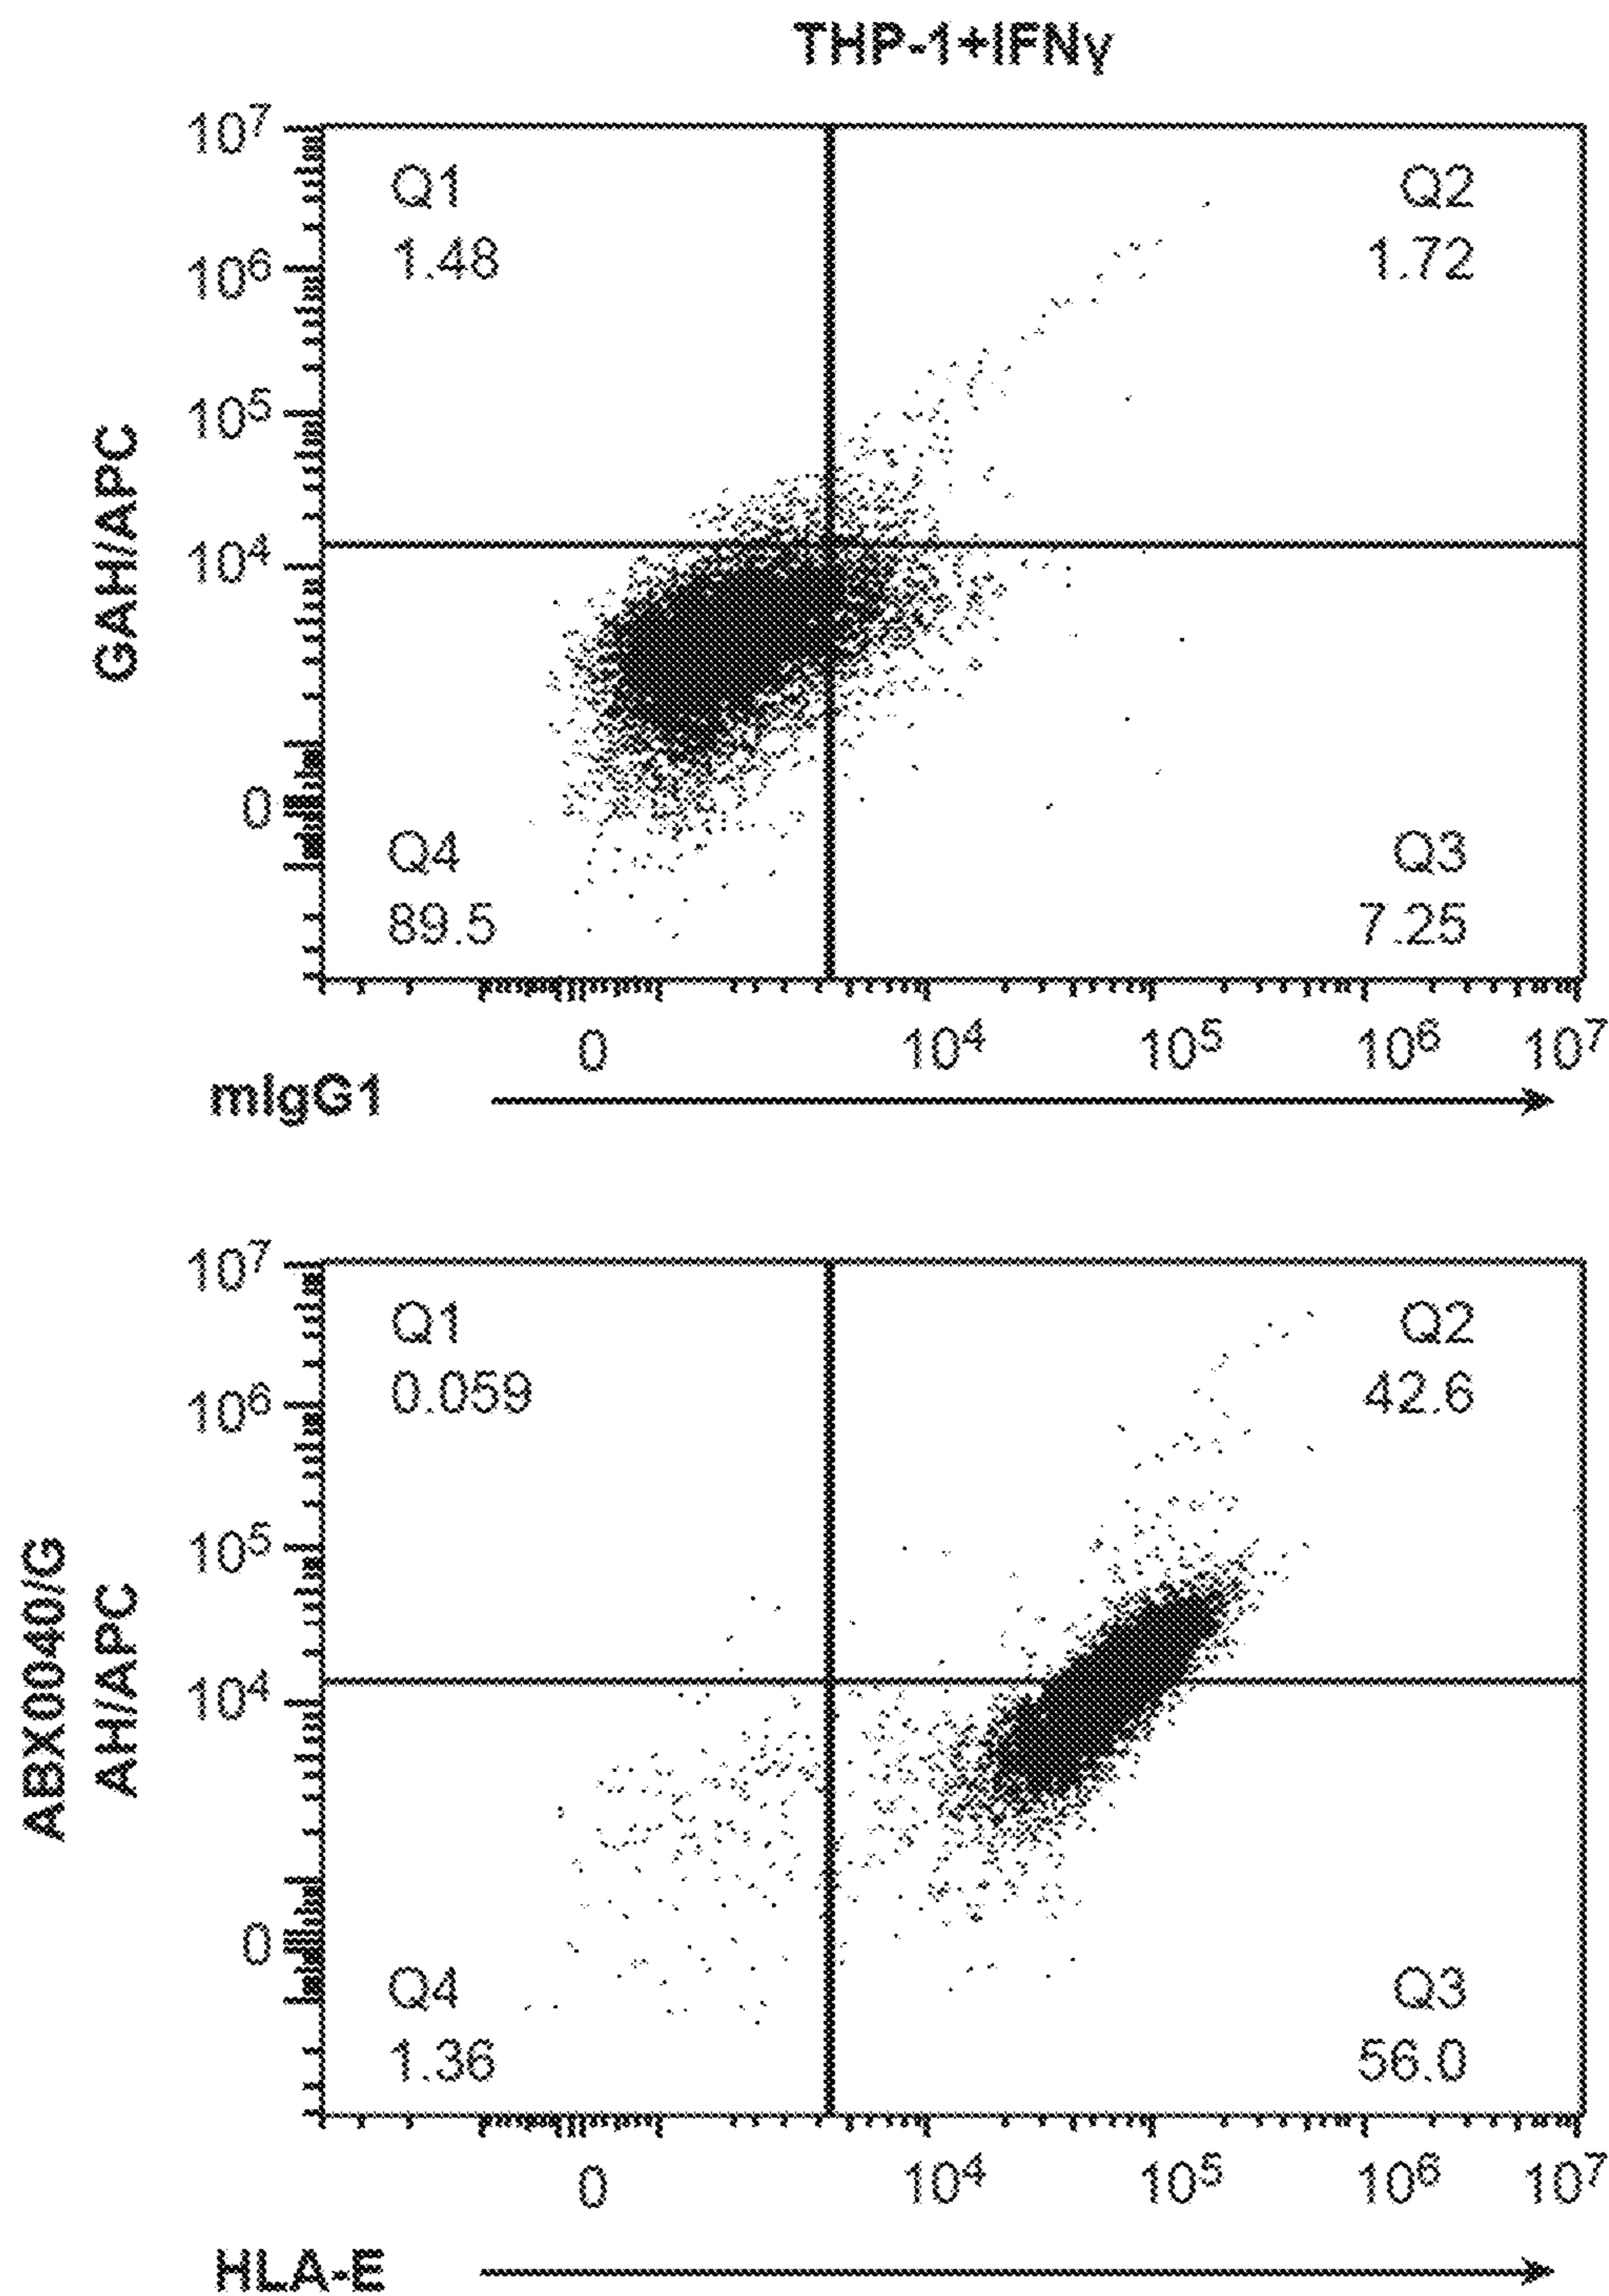 THP-1+IFNγ
10⁷
10⁶
10⁵
10⁴
0
GAH/APC
Q1
1.48
Q2
1.72
Q4
89.5
Q3
7.25
0
10⁴
10⁵
10⁶
10⁷
mIgG1
10⁷
10⁶
10⁵
10⁴
0
ABX0040/G
AH/APC
Q1
0.059
Q2
42.6
Q4
1.36
Q3
56.0
0
10⁴
10⁵
10⁶
10⁷
HLA-E